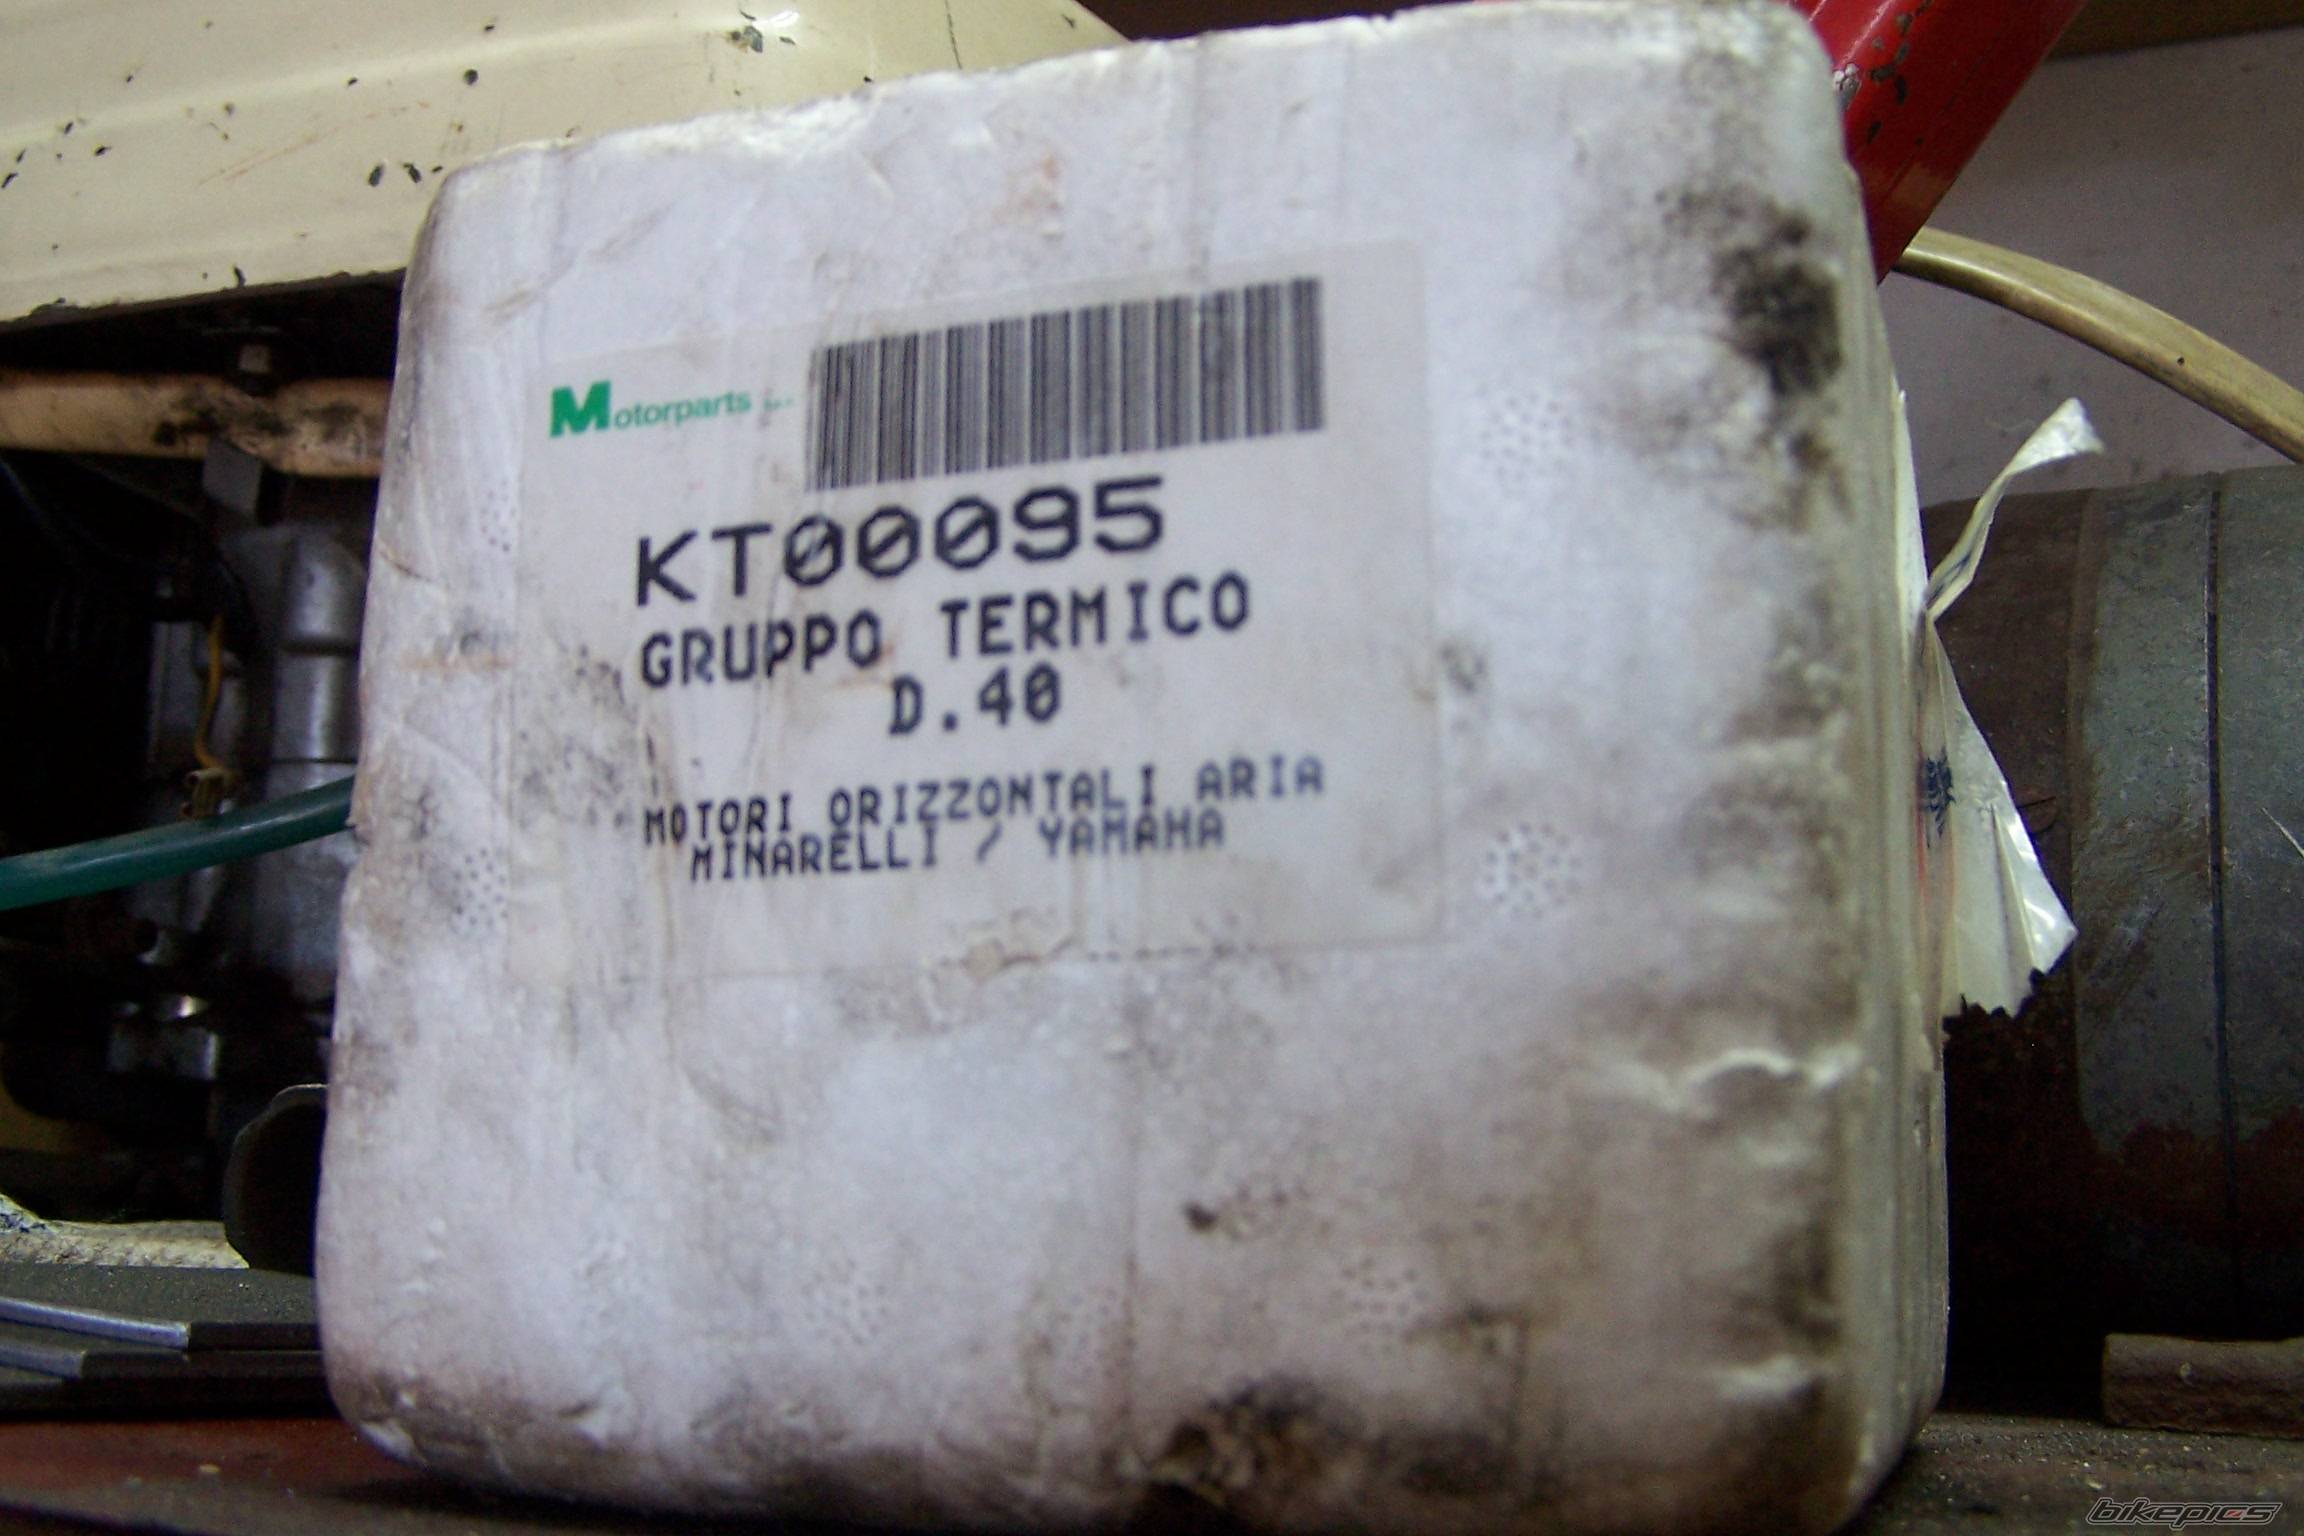 Motorparts
KT00095
GRUPPO TERMICO
D.40
MOTORI ORIZZONTALI ARIA
MINARELLI / YAMAHA
bikepics